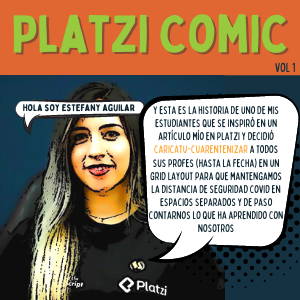 PLATZI COMIC
VOL 1
HOLA SOY ESTEFANY AGUILAR
Y ESTA ES LA HISTORIA DE UNO DE MIS
ESTUDIANTES QUE SE INSPIRÓ EN UN
ARTÍCULO MÍO EN PLATZI Y DECIDIÓ
CARICATU-CUARENTENIZAR A TODOS
SUS PROFES (HASTA LA FECHA) EN UN
GRID LAYOUT PARA QUE MANTENGAMOS
LA DISTANCIA DE SEGURIDAD COVID EN
ESPACIOS SEPARADOS Y DE PASO
CONTARNOS LO QUE HA APRENDIDO CON
NOSOTROS
Platzi